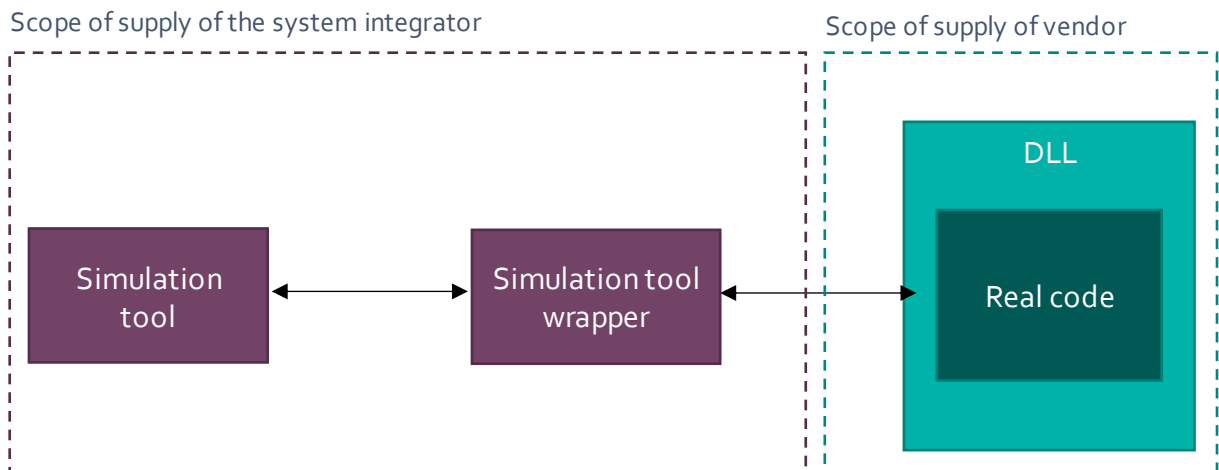 Scope of supply of the system integrator
Scope of supply of vendor
DLL
Simulation
tool
Simulation tool
wrapper
Real code